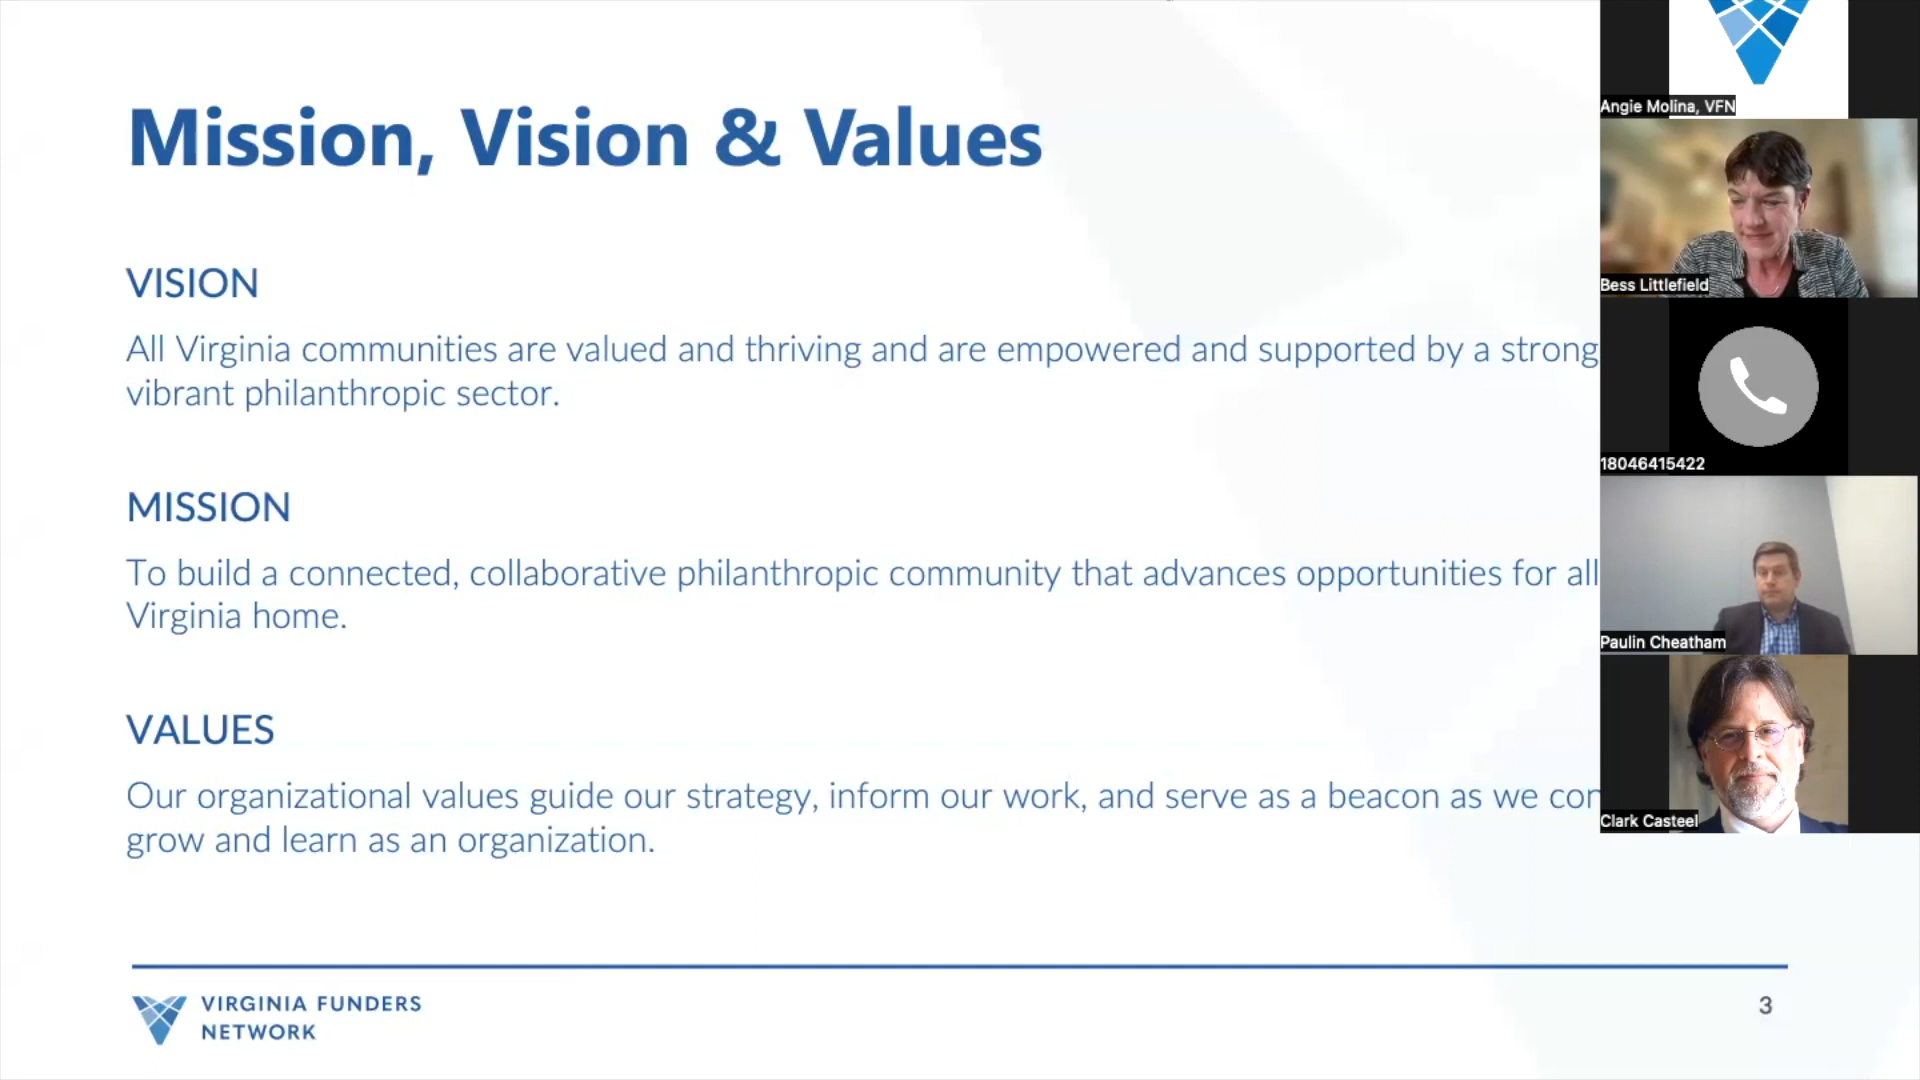 Mission, Vision & Values
VISION
All Virginia communities are valued and thriving and are empowered and supported by a strong
vibrant philanthropic sector.
MISSION
To build a connected, collaborative philanthropic community that advances opportunities for all
Virginia home.
VALUES
Our organizational values guide our strategy, inform our work, and serve as a beacon as we con
grow and learn as an organization.
VIRGINIA FUNDERS
NETWORK
3
Angie Molina, VFN
Bess Littlefield
18046415422
Paulin Cheatham
Clark Casteel